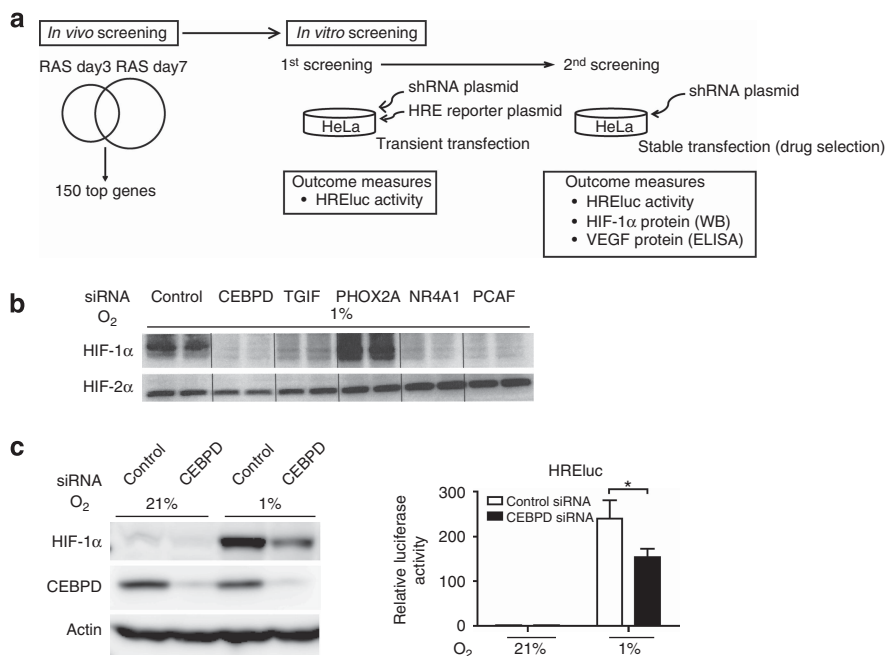 a
In vivo screening
In vitro screening
RAS day3 RAS day7
150 top genes
1st screening
2nd screening
shRNA plasmid
HRE reporter plasmid
HeLa
Transient transfection
shRNA plasmid
HeLa
Stable transfection (drug selection)
Outcome measures
• HREluc activity
Outcome measures
• HREluc activity
• HIF-1α protein (WB)
• VEGF protein (ELISA)
b
siRNA Control CEBPD TGIF PHOX2A NR4A1 PCAF
O2 1%
HIF-1α
HIF-2α
c
siRNA Control CEBPD Control CEBPD
O2 21% 1%
HIF-1α
CEBPD
Actin
HREluc
Relative luciferase
activity
300
200
100
0
Control siRNA
CEBPD siRNA
*
O2 21% 1%